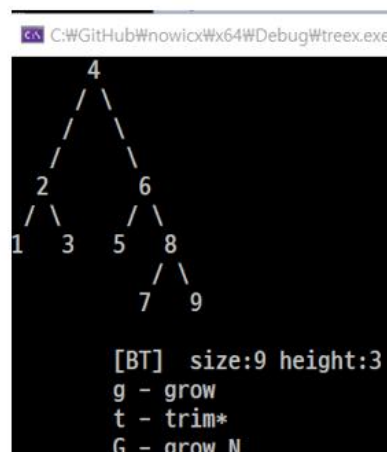 C:\GitHub\nowicx\x64\Debug\treex.exe
4
/ \
/ \
/ \
/ \
2 6
/ \ / \
1 3 5 8
/ \
7 9
[BT] size:9 height:3
g - grow
t - trim*
G - grow N